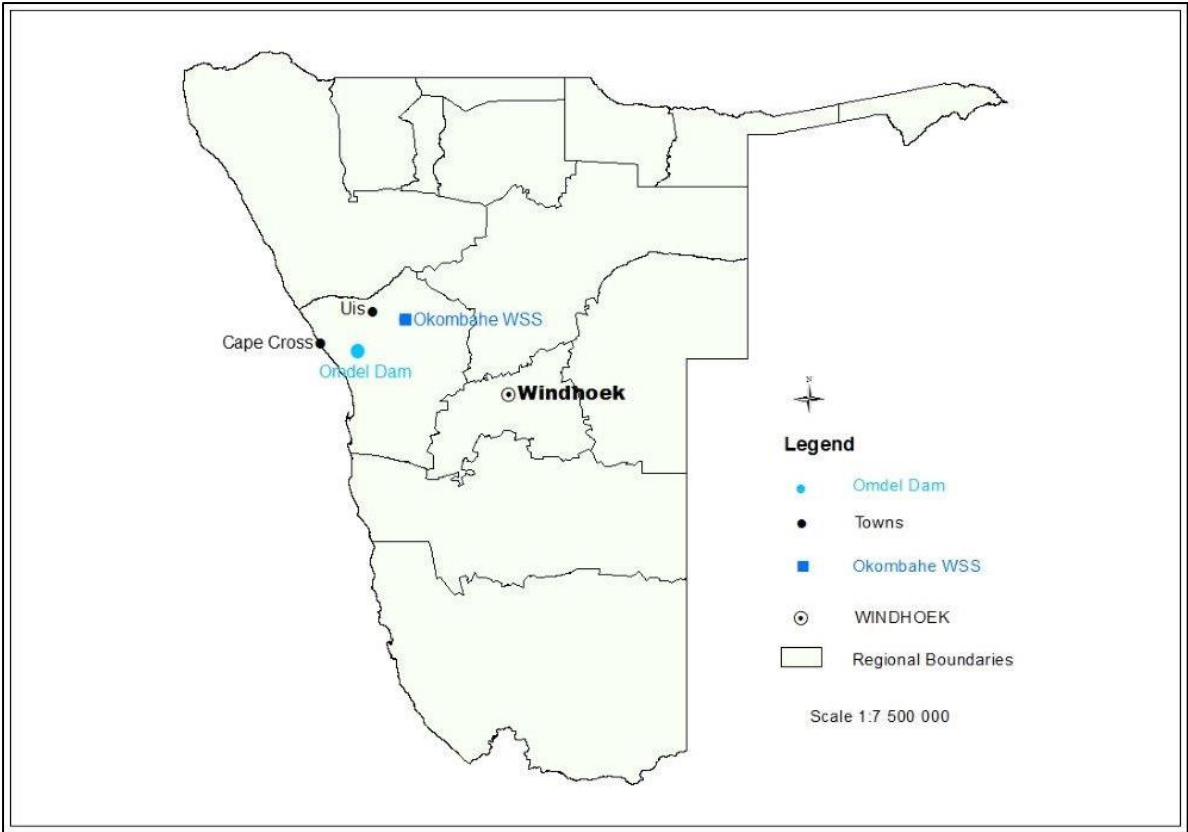 Uis
Okombahe WSS
Cape Cross
Omdel Dam
Windhoek
N
Legend
Omdel Dam
Towns
Okombahe WSS
WINDHOEK
Regional Boundaries
Scale 1:7 500 000